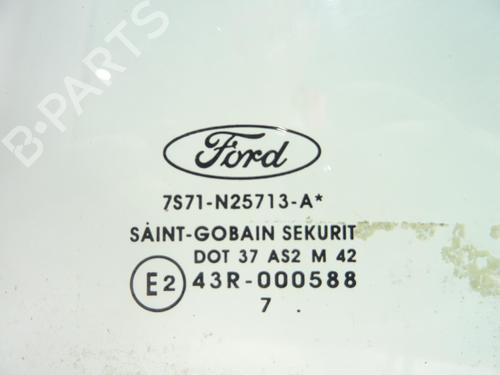 B-PARTS
Ford
7S71-N25713-A*
SAINT-GOBAIN SEKURIT
DOT 37 AS2 M 42
E2 43R-000588
7 .